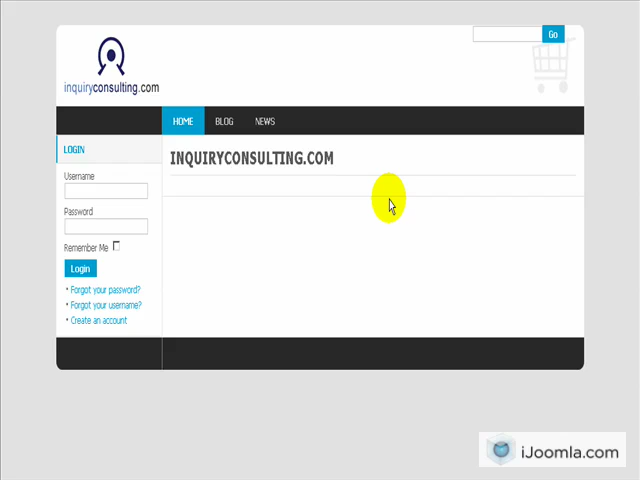 Go
inquiryconsulting.com
HOME BLOG NEWS
LOGIN
INQUIRYCONSULTING.COM
Username
Password
Remember Me
Login
Forgot your password?
Forgot your username?
Create an account
iJoomla.com